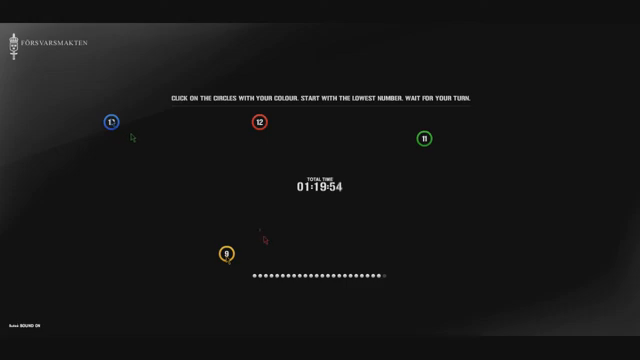 FÖRSVARSMAKTEN
CLICK ON THE CIRCLES WITH YOUR COLOUR. START WITH THE LOWEST NUMBER. WAIT FOR YOUR TURN.
12
11
TOTAL TIME
01:19:54
9
SOUND ON